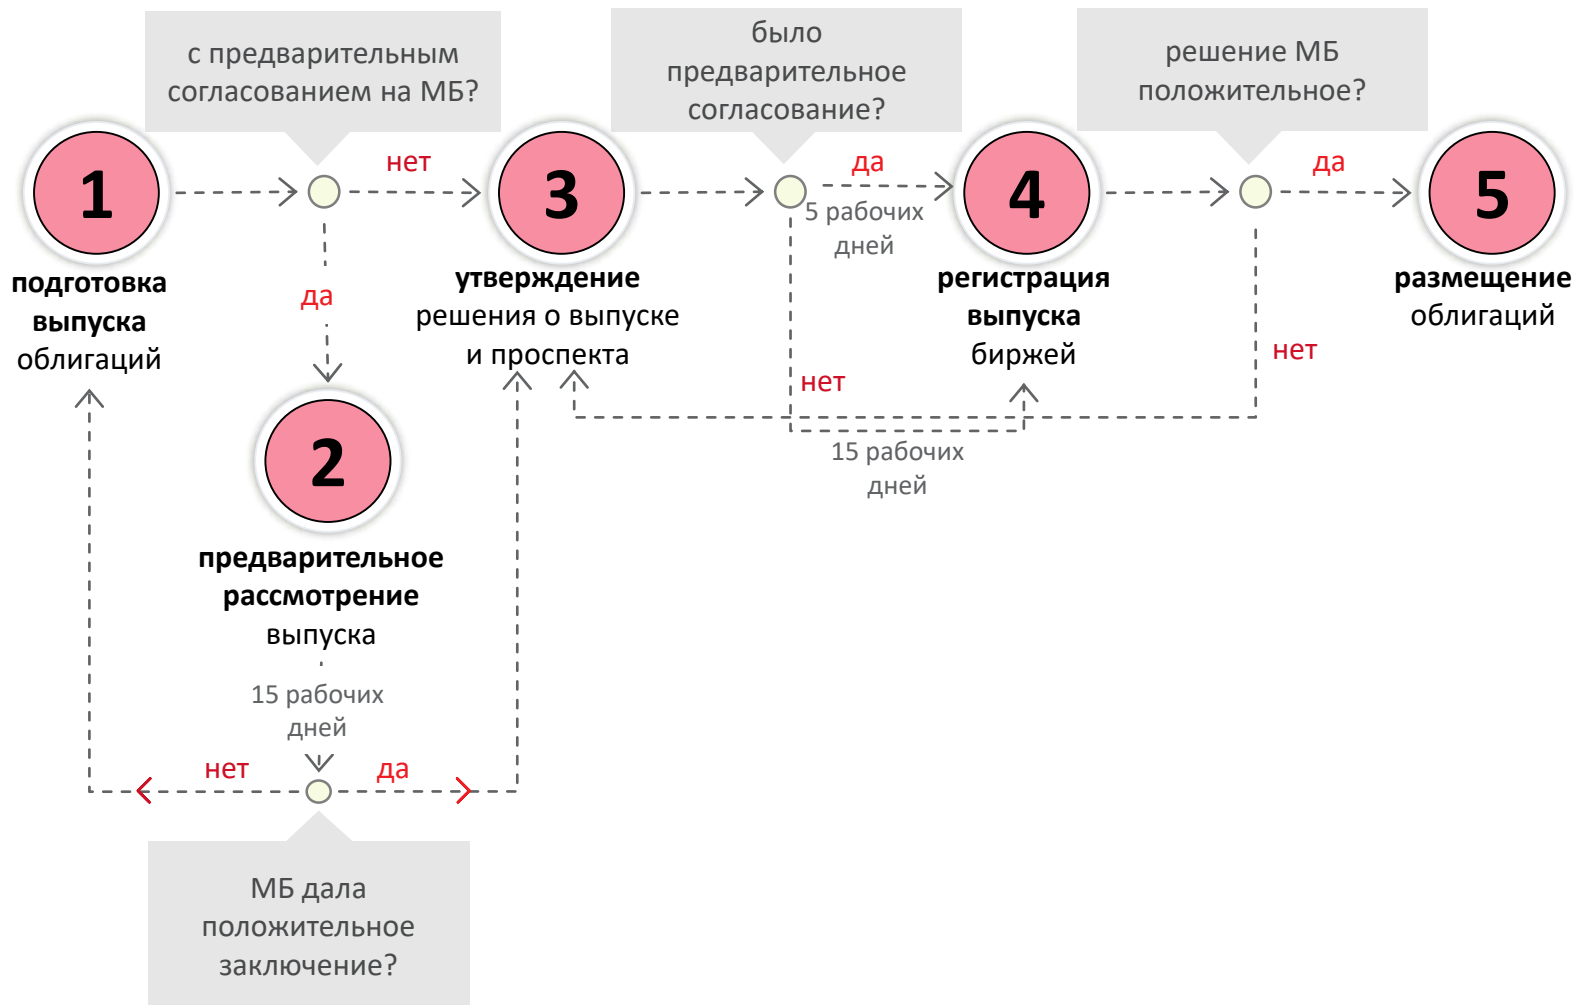 с предварительным
согласованием на МБ?
было
предварительное
согласование?
решение МБ
положительное?
1
нет
3
да
5 рабочих
дней
4
да
5
подготовка
выпуска
облигаций
да
утверждение
решения о выпуске
и проспекта
нет
регистрация
выпуска
биржей
нет
размещение
облигаций
15 рабочих
дней
2
предварительное
рассмотрение
выпуска
15 рабочих
дней
нет
да
МБ дала
положительное
заключение?